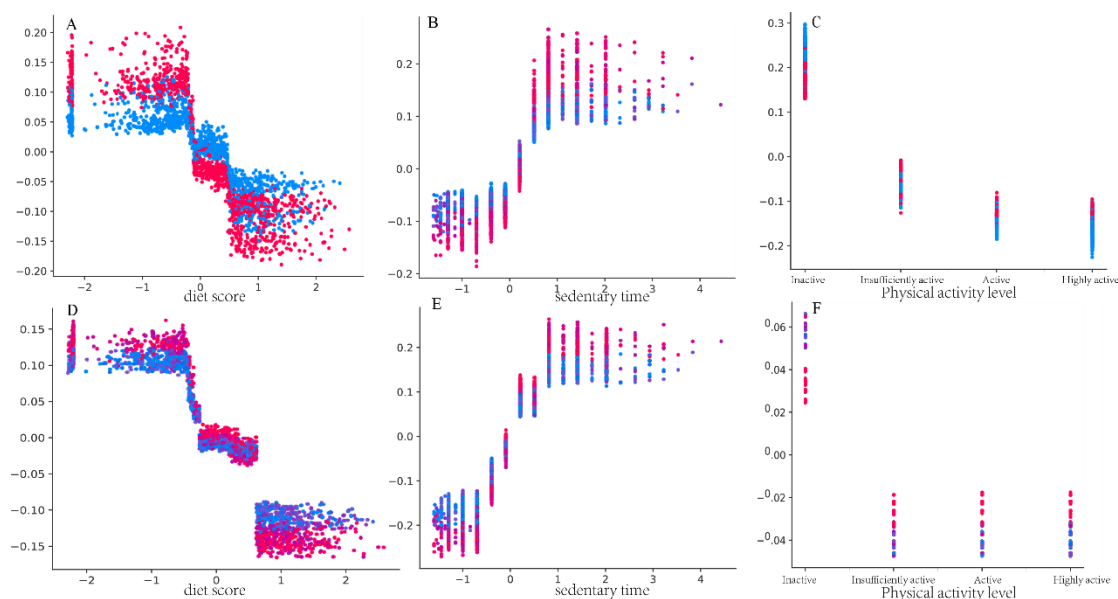 A
0.20
0.15
0.10
0.05
0.00
−0.05
−0.10
−0.15
−0.20
−2 −1 0 1 2
diet score
B
0.2
0.1
0.0
−0.1
−0.2
−1 0 1 2 3 4
sedentary time
C
0.3
0.2
0.1
0.0
−0.1
−0.2
Inactive Insufficiently active Active Highly active
Physical activity level
D
0.15
0.10
0.05
0.00
−0.05
−0.10
−0.15
−2 −1 0 1 2
diet score
E
0.2
0.1
0.0
−0.1
−0.2
−1 0 1 2 3 4
sedentary time
F
0.06
0.04
0.02
0.00
−0.02
−0.04
Inactive Insufficiently active Active Highly active
Physical activity level